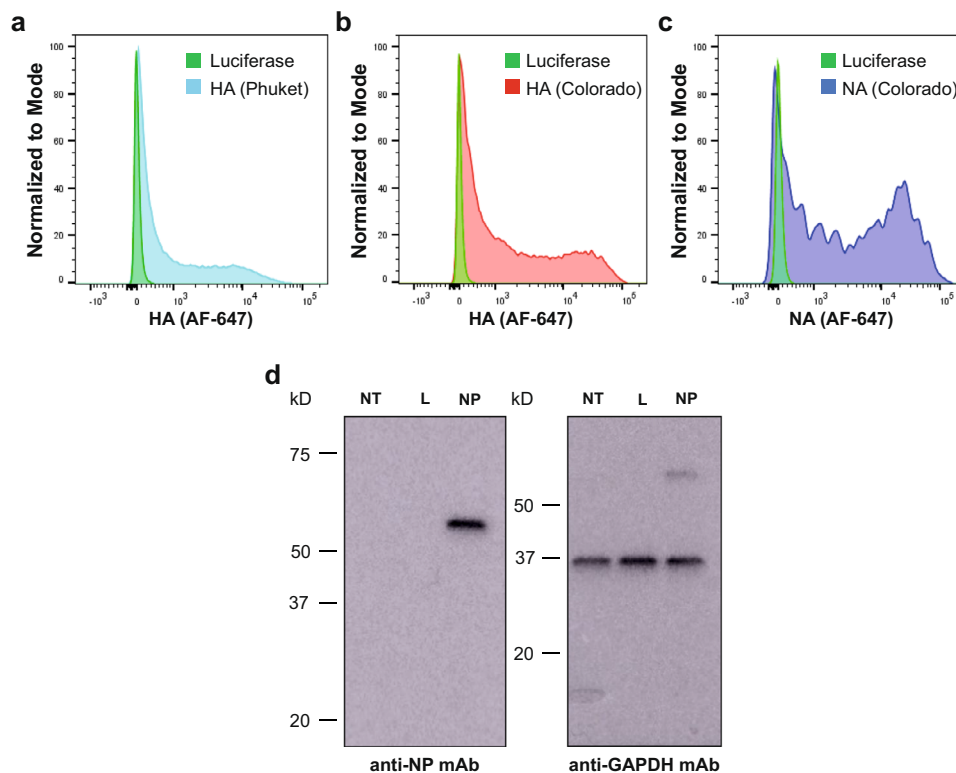 a
Luciferase
HA (Phuket)
Normalized to Mode
100
80
60
40
20
0
-10³ 0 10³ 10⁴ 10⁵
HA (AF-647)
b
Luciferase
HA (Colorado)
Normalized to Mode
100
80
60
40
20
0
-10³ 0 10³ 10⁴ 10⁵
HA (AF-647)
c
Luciferase
NA (Colorado)
Normalized to Mode
100
80
60
40
20
0
-10³ 0 10³ 10⁴ 10⁵
NA (AF-647)
d
kD NT L NP
75
50
37
20
anti-NP mAb
kD NT L NP
50
37
20
anti-GAPDH mAb